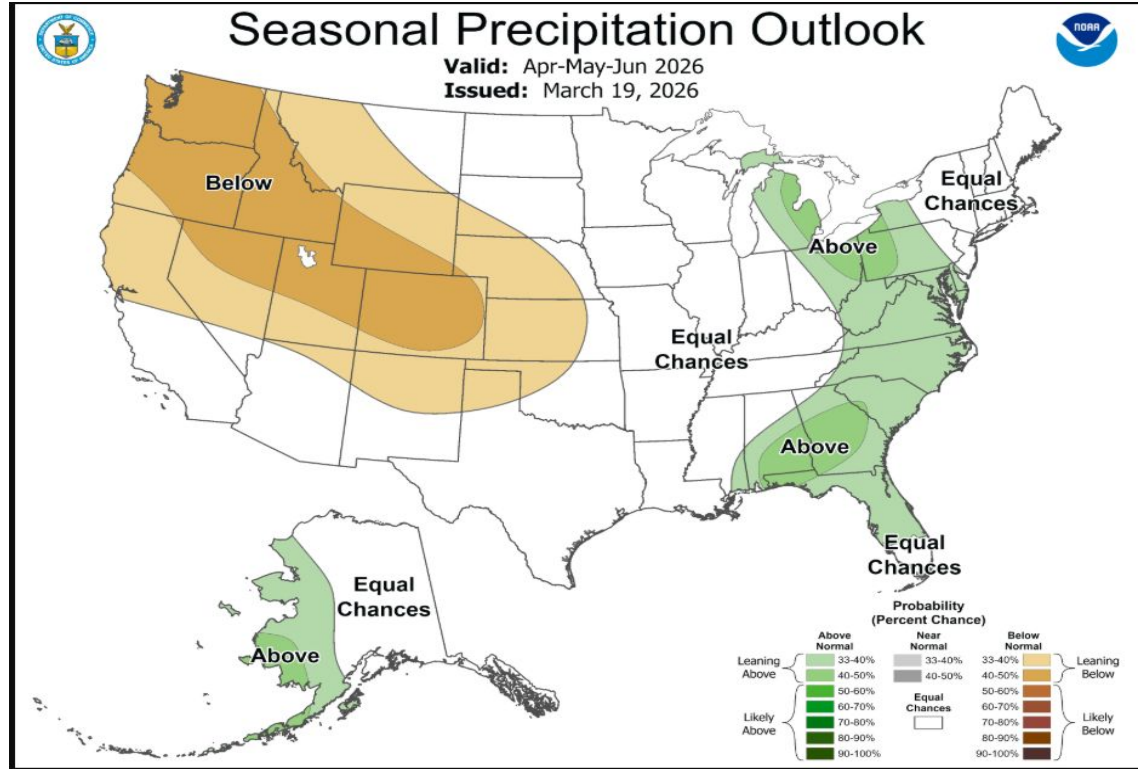 Seasonal Precipitation Outlook
Valid: Apr-May-Jun 2026
Issued: March 19, 2026
NOAA
Below
Equal
Chances
Above
Equal
Chances
Above
Equal
Chances
Equal
Chances
Above
Probability
(Percent Chance)
Above
Normal
Near
Normal
Below
Normal
Leaning
Above
33-40%
40-50%
50-60%
60-70%
70-80%
80-90%
90-100%
Likely
Above
33-40%
40-50%
Equal
Chances
33-40%
40-50%
50-60%
60-70%
70-80%
80-90%
90-100%
Leaning
Below
Likely
Below